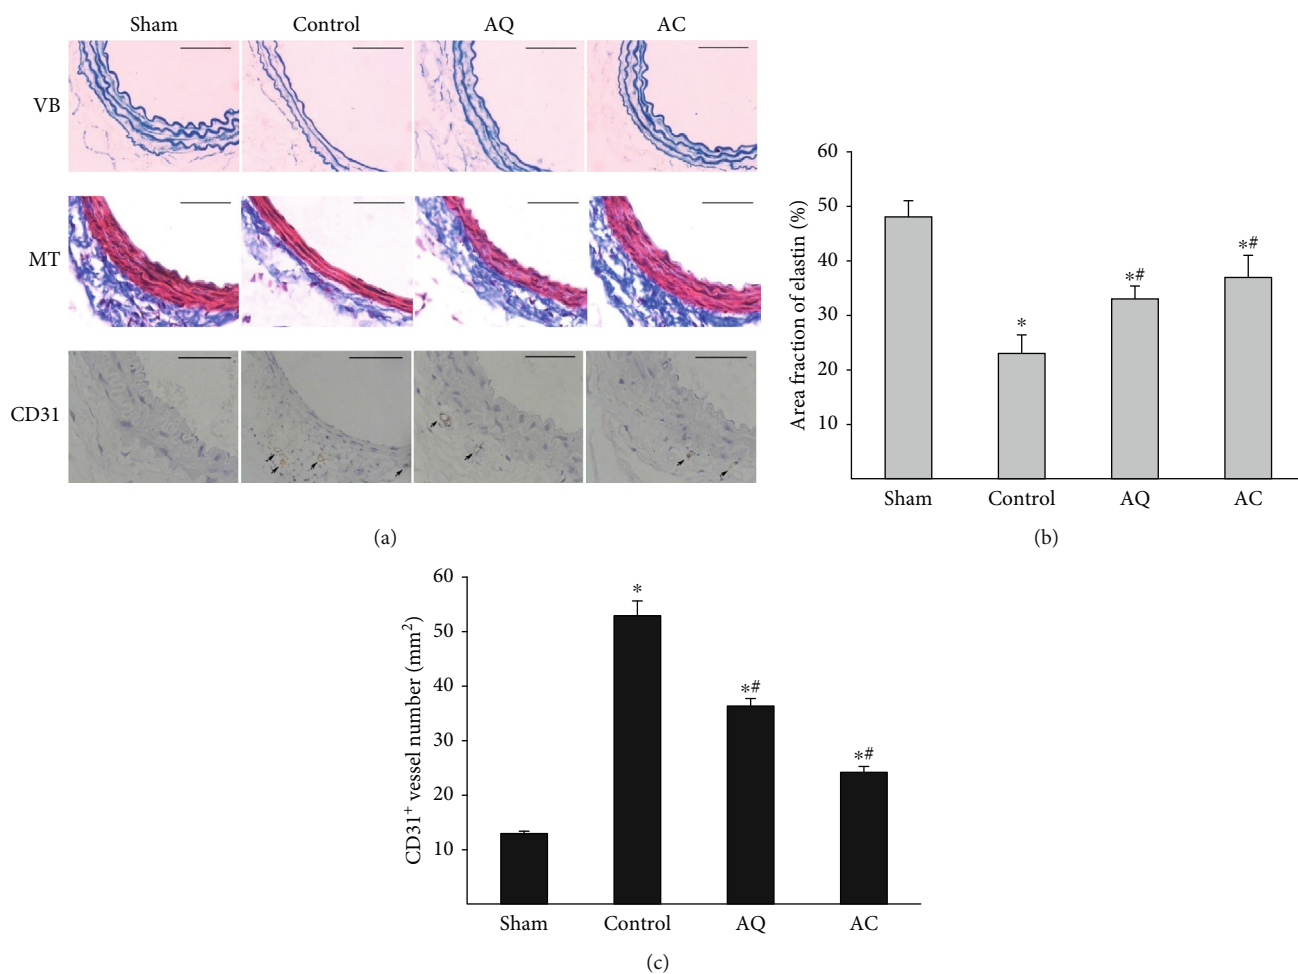 Sham Control AQ AC
VB
MT
CD31
(a)
Area fraction of elastin (%)
60
50
40
30
20
10
*
*#
*#
Sham Control AQ AC
(b)
CD31+ vessel number (mm²)
60
50
40
30
20
10
*
*#
*#
Sham Control AQ AC
(c)